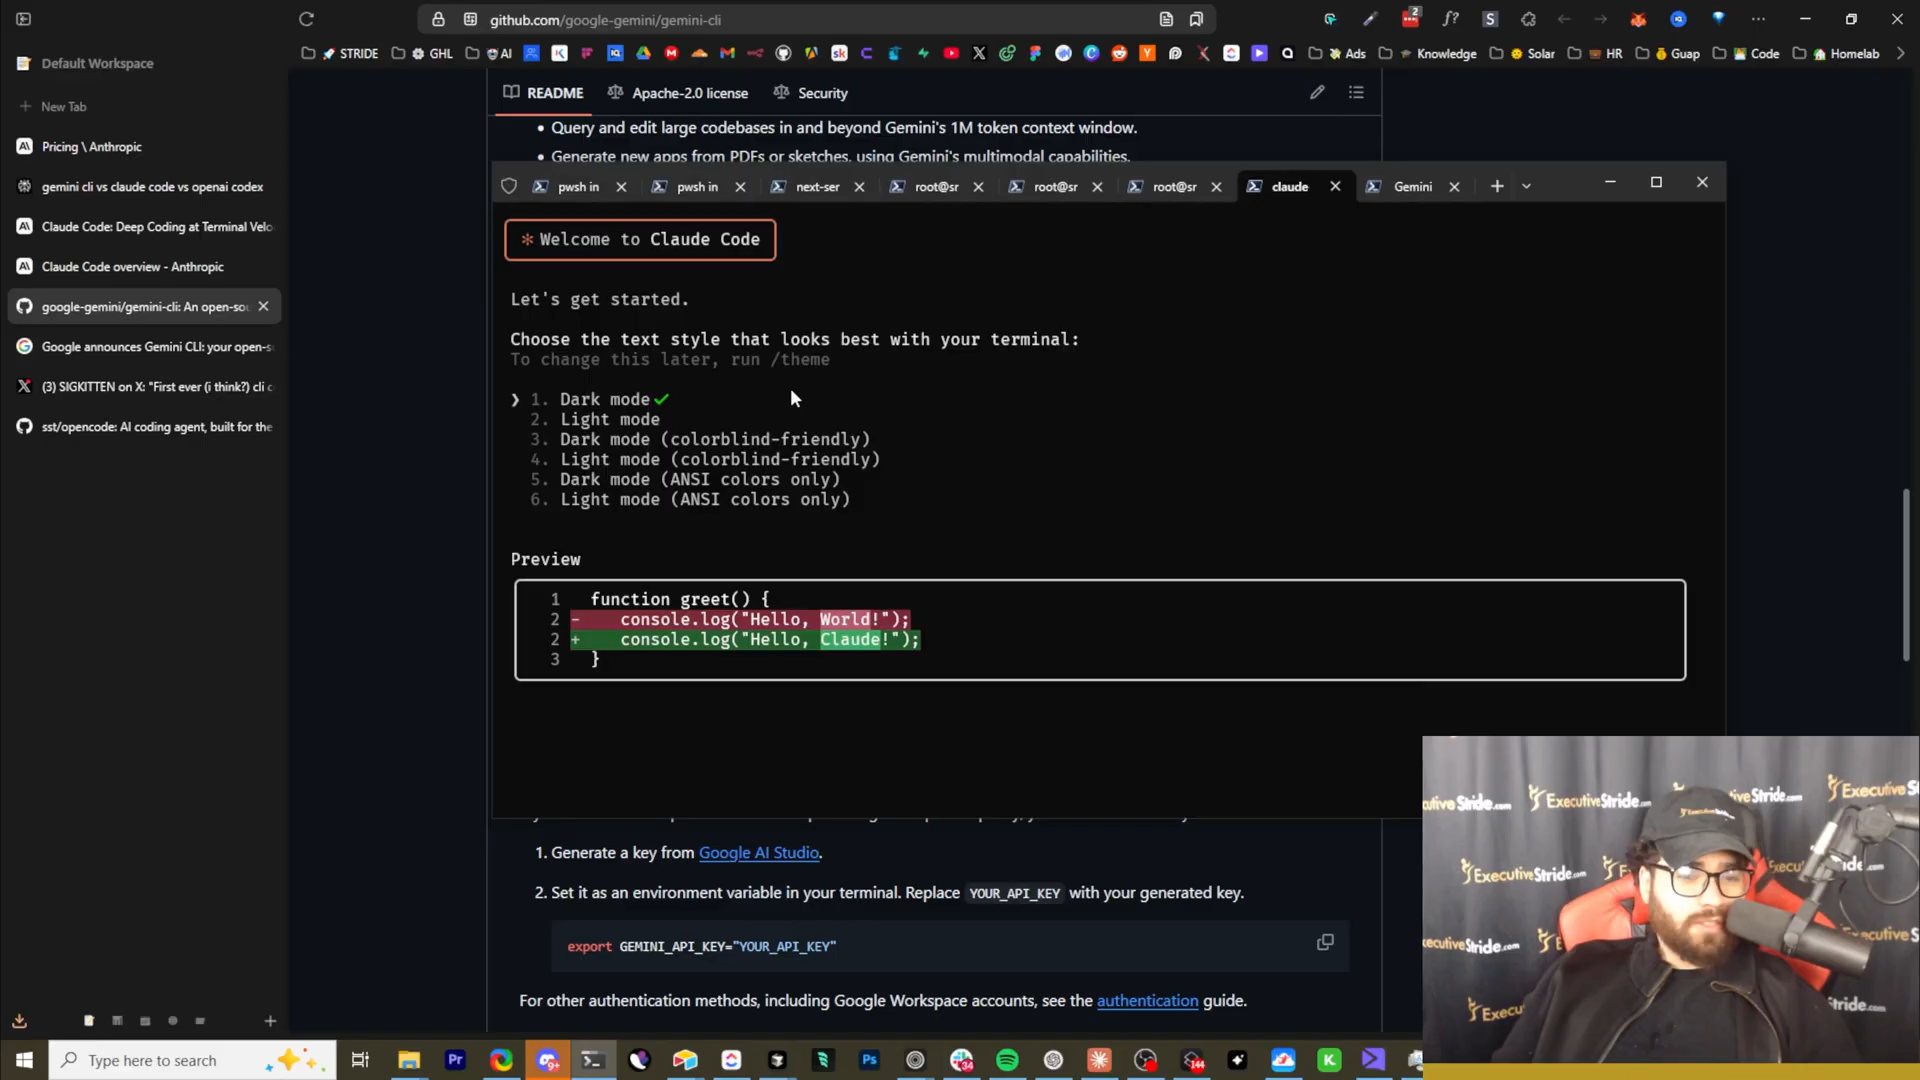 github.com/google-gemini/gemini-cli
STRIDE
GHL
AI
Ads
Knowledge
Solar
HR
Guap
Code
Homelab
Default Workspace
New Tab
Pricing \ Anthropic
gemini cli vs claude code vs openai codex
Claude Code: Deep Coding at Terminal Velo
Claude Code overview - Anthropic
google-gemini/gemini-cli: An open-so
Google announces Gemini CLI: your open-s
(3) SIGKITTEN on X: "First ever (i think?) cli c
sst/opencode: AI coding agent, built for the
README
Apache-2.0 license
Security
Query and edit large codebases in and beyond Gemini's 1M token context window.
Generate new apps from PDFs or sketches, using Gemini's multimodal capabilities.
pwsh in
pwsh in
next-ser
root@sr
root@sr
root@sr
claude
Gemini
✻ Welcome to Claude Code
Let's get started.
Choose the text style that looks best with your terminal:
To change this later, run /theme
❯ 1. Dark mode✓
2. Light mode
3. Dark mode (colorblind-friendly)
4. Light mode (colorblind-friendly)
5. Dark mode (ANSI colors only)
6. Light mode (ANSI colors only)
Preview
1 function greet() {
2 - console.log("Hello, World!");
2 + console.log("Hello, Claude!");
3 }
1. Generate a key from Google AI Studio.
2. Set it as an environment variable in your terminal. Replace YOUR_API_KEY with your generated key.
export GEMINI_API_KEY="YOUR_API_KEY"
For other authentication methods, including Google Workspace accounts, see the authentication guide.
ExecutiveStride.com
ExecutiveStride.com
Type here to search